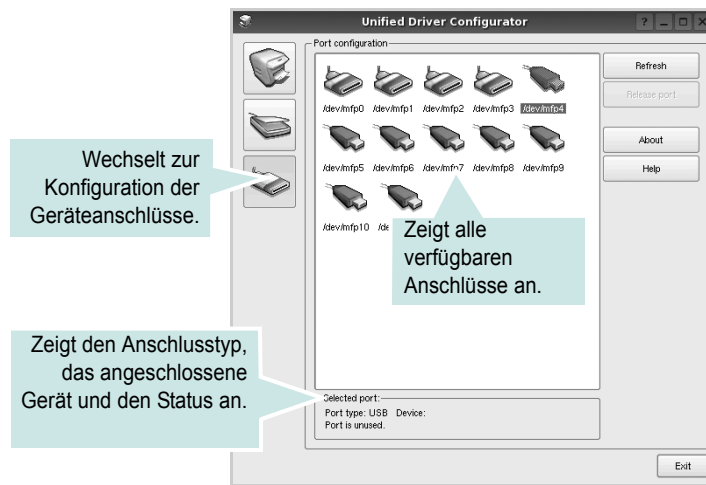 Unified Driver Configurator
Port configuration
Refresh
Release port
About
Help
/dev/mfp0 /dev/mfp1 /dev/mfp2 /dev/mfp3 /dev/mfp4
/dev/mfp5 /dev/mfp6 /dev/mfp7 /dev/mfp8 /dev/mfp9
/dev/mfp10
Wechselt zur
Konfiguration der
Geräteanschlüsse.
Zeigt alle
verfügbaren
Anschlüsse an.
Zeigt den Anschlusstyp,
das angeschlossene
Gerät und den Status an.
Selected port:
Port type: USB Device:
Port is unused.
Exit